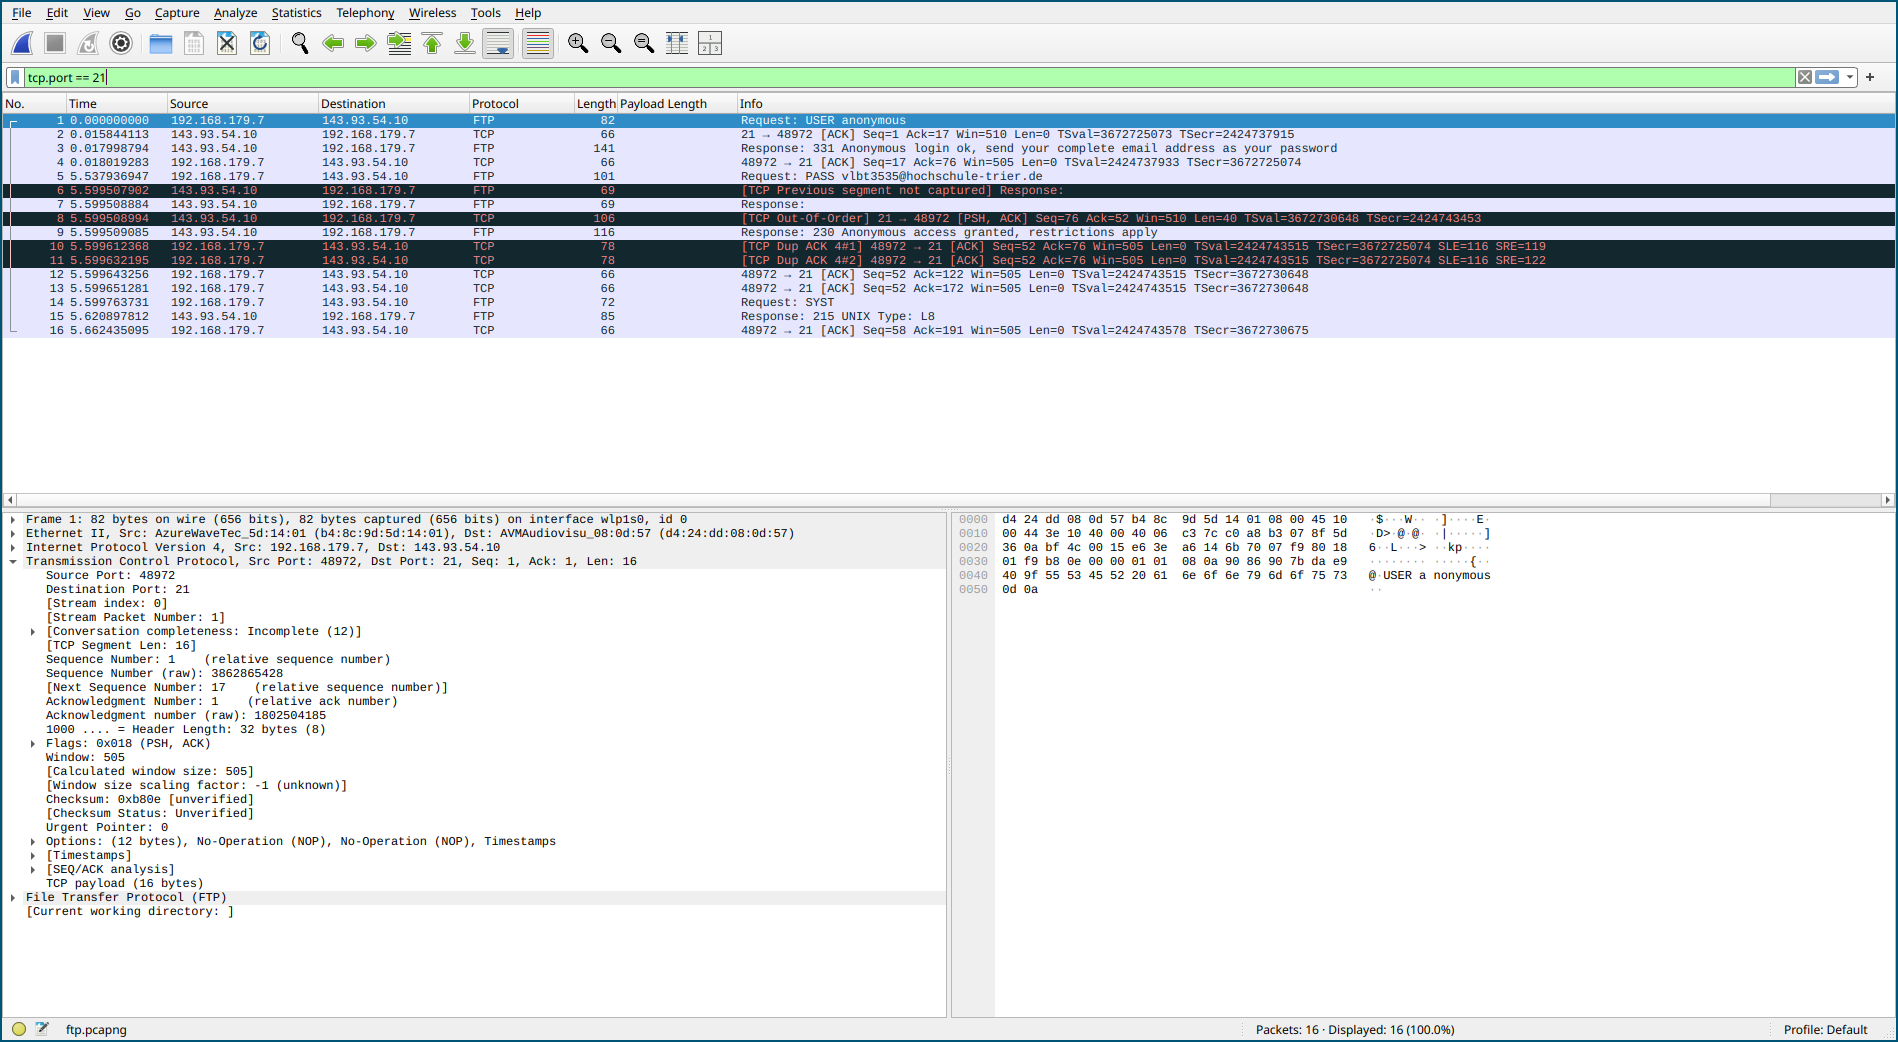 File Edit View Go Capture Analyze Statistics Telephony Wireless Tools Help
tcp.port == 21
No. Time Source Destination Protocol Length Payload Length Info
1 0.000000000 192.168.179.7 143.93.54.10 FTP 82 Request: USER anonymous
2 0.015844113 143.93.54.10 192.168.179.7 TCP 66 21 → 48972 [ACK] Seq=1 Ack=17 Win=510 Len=0 TSval=3672725073 TSecr=2424737915
3 0.017998794 143.93.54.10 192.168.179.7 FTP 141 Response: 331 Anonymous login ok, send your complete email address as your password
4 0.018019283 192.168.179.7 143.93.54.10 TCP 66 48972 → 21 [ACK] Seq=17 Ack=76 Win=505 Len=0 TSval=2424737933 TSecr=3672725074
5 5.537936947 192.168.179.7 143.93.54.10 FTP 101 Request: PASS vlbt3535@hochschule-trier.de
6 5.599507902 143.93.54.10 192.168.179.7 FTP 69 [TCP Previous segment not captured] Response:
7 5.599508884 143.93.54.10 192.168.179.7 FTP 69 Response:
8 5.599508994 143.93.54.10 192.168.179.7 TCP 106 [TCP Out-Of-Order] 21 → 48972 [PSH, ACK] Seq=76 Ack=52 Win=510 Len=40 TSval=3672730648 TSecr=2424743453
9 5.599509085 143.93.54.10 192.168.179.7 FTP 116 Response: 230 Anonymous access granted, restrictions apply
10 5.599612368 192.168.179.7 143.93.54.10 TCP 78 [TCP Dup ACK 4#1] 48972 → 21 [ACK] Seq=52 Ack=76 Win=505 Len=0 TSval=2424743515 TSecr=3672725074 SLE=116 SRE=119
11 5.599632195 192.168.179.7 143.93.54.10 TCP 78 [TCP Dup ACK 4#2] 48972 → 21 [ACK] Seq=52 Ack=76 Win=505 Len=0 TSval=2424743515 TSecr=3672725074 SLE=116 SRE=122
12 5.599643256 192.168.179.7 143.93.54.10 TCP 66 48972 → 21 [ACK] Seq=52 Ack=122 Win=505 Len=0 TSval=2424743515 TSecr=3672730648
13 5.599651281 192.168.179.7 143.93.54.10 TCP 66 48972 → 21 [ACK] Seq=52 Ack=172 Win=505 Len=0 TSval=2424743515 TSecr=3672730648
14 5.599763731 192.168.179.7 143.93.54.10 FTP 72 Request: SYST
15 5.620897812 143.93.54.10 192.168.179.7 FTP 85 Response: 215 UNIX Type: L8
16 5.662435095 192.168.179.7 143.93.54.10 TCP 66 48972 → 21 [ACK] Seq=58 Ack=191 Win=505 Len=0 TSval=2424743578 TSecr=3672730675
Frame 1: 82 bytes on wire (656 bits), 82 bytes captured (656 bits) on interface wlp1s0, id 0
Ethernet II, Src: AzureWaveTec_5d:14:01 (b4:8c:9d:5d:14:01), Dst: AVMAudiovisu_08:0d:57 (d4:24:dd:08:0d:57)
Internet Protocol Version 4, Src: 192.168.179.7, Dst: 143.93.54.10
Transmission Control Protocol, Src Port: 48972, Dst Port: 21, Seq: 1, Ack: 1, Len: 16
Source Port: 48972
Destination Port: 21
[Stream index: 0]
[Stream Packet Number: 1]
[Conversation completeness: Incomplete (12)]
[TCP Segment Len: 16]
Sequence Number: 1 (relative sequence number)
Sequence Number (raw): 3862865428
[Next Sequence Number: 17 (relative sequence number)]
Acknowledgment Number: 1 (relative ack number)
Acknowledgment number (raw): 1802504185
1000 .... = Header Length: 32 bytes (8)
Flags: 0x018 (PSH, ACK)
Window: 505
[Calculated window size: 505]
[Window size scaling factor: -1 (unknown)]
Checksum: 0xb80e [unverified]
[Checksum Status: Unverified]
Urgent Pointer: 0
Options: (12 bytes), No-Operation (NOP), No-Operation (NOP), Timestamps
[Timestamps]
[SEQ/ACK analysis]
TCP payload (16 bytes)
File Transfer Protocol (FTP)
[Current working directory: ]
0000 d4 24 dd 08 0d 57 b4 8c 9d 5d 14 01 08 00 45 10 ·$···W·· ·]····E·
0010 00 44 3e 10 40 00 40 06 c3 7c c0 a8 b3 07 8f 5d ·D>·@·@· ·|·····]
0020 36 0a bf 4c 00 15 e6 3e a6 14 6b 70 07 f9 80 18 6··L···> ··kp····
0030 01 f9 b8 0e 00 00 01 01 08 0a 90 86 90 7b da e9 ········ ·····{··
0040 40 9f 55 53 45 52 20 61 6e 6f 6e 79 6d 6f 75 73 @·USER a nonymous
0050 0d 0a ··
ftp.pcapng
Packets: 16 · Displayed: 16 (100.0%)
Profile: Default